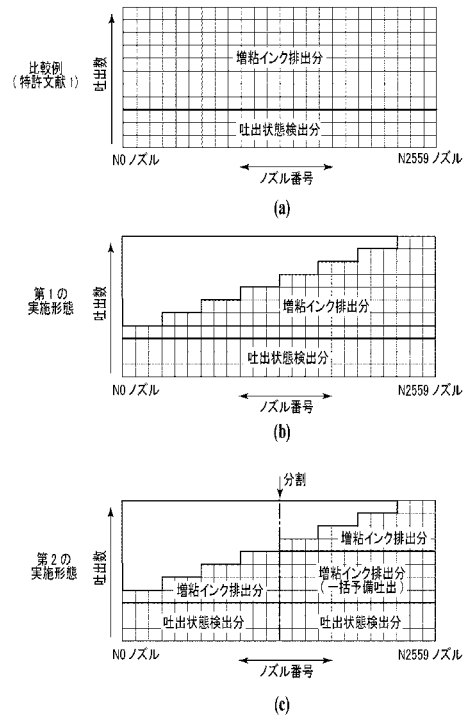 比較例
(特許文献1)
吐出数
増粘インク排出分
吐出状態検出分
N0ノズル
N2559ノズル
ノズル番号
(a)
第1の
実施形態
吐出数
増粘インク排出分
吐出状態検出分
N0ノズル
N2559ノズル
ノズル番号
(b)
分割
第2の
実施形態
吐出数
増粘インク排出分
増粘インク排出分
増粘インク排出分
(一括予備吐出)
吐出状態検出分
吐出状態検出分
N0ノズル
N2559ノズル
ノズル番号
(c)